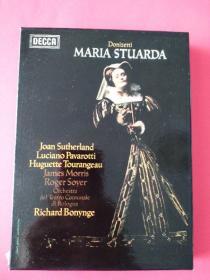 DECCA
Donizetti
MARIA STUARDA
Joan Sutherland
Luciano Pavarotti
Huguette Tourangeau
James Morris
Roger Soyer
Orchestra
del Teatro Comunale
di Bologna
Richard Bonynge